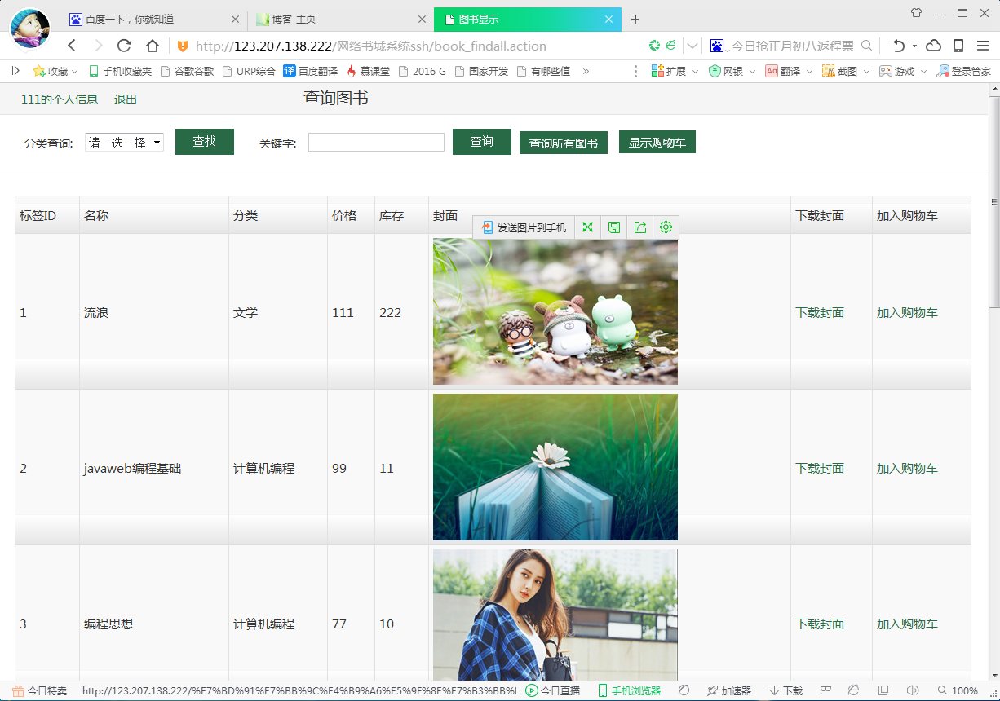 百度一下，你就知道
博客-主页
图书显示
http://123.207.138.222/网络书城系统ssh/book_findall.action
今日抢正月初八返程票
收藏 手机收藏夹 谷歌谷歌 URP综合 译 百度翻译 慕课堂 2016 G 国家开发 有哪些值 » 扩展 网银 Aa 翻译 截图 游戏 登录管家
111的个人信息 退出 查询图书
分类查询: 请--选--择 查找 关键字: 查询 查询所有图书 显示购物车
标签ID 名称 分类 价格 库存 封面 下载封面 加入购物车
发送图片到手机
1 流浪 文学 111 222 下载封面 加入购物车
2 javaweb编程基础 计算机编程 99 11 下载封面 加入购物车
3 编程思想 计算机编程 77 10 下载封面 加入购物车
今日特卖 http://123.207.138.222/%E7%BD%91%E7%BB%9C%E4%B9%A6%E5%9F%8E%E7%B3%BB% 今日直播 手机浏览器 加速器 下载 100%